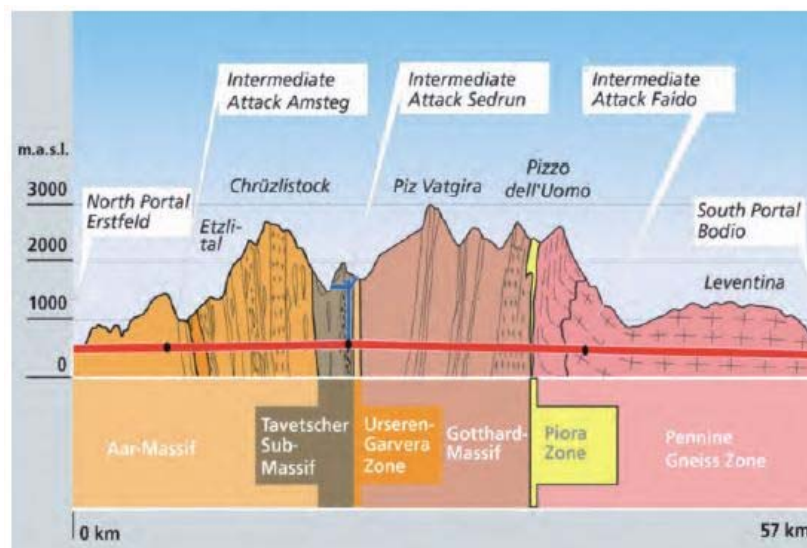 Intermediate
Attack Amsteg
Intermediate
Attack Sedrun
Intermediate
Attack Faido
m.a.s.l.
3000
2000
1000
0
North Portal
Erstfeld
Etzli-
tal
Chrüzlistock
Piz Vatgira
Pizzo
dell'Uomo
South Portal
Bodio
Leventina
Aar-Massif
Tavetscher
Sub-
Massif
Urseren-
Garvera
Zone
Gotthard-
Massif
Piora
Zone
Pennine
Gneiss Zone
0 km
57 km